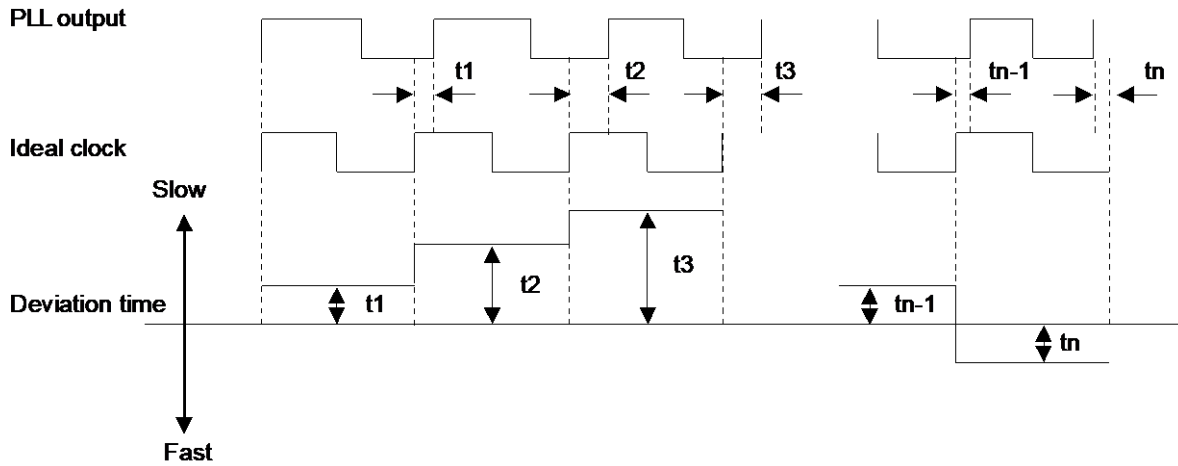 PLL output
t1
t2
t3
tn-1
tn
Ideal clock
Slow
t1
t2
t3
Deviation time
tn-1
tn
Fast